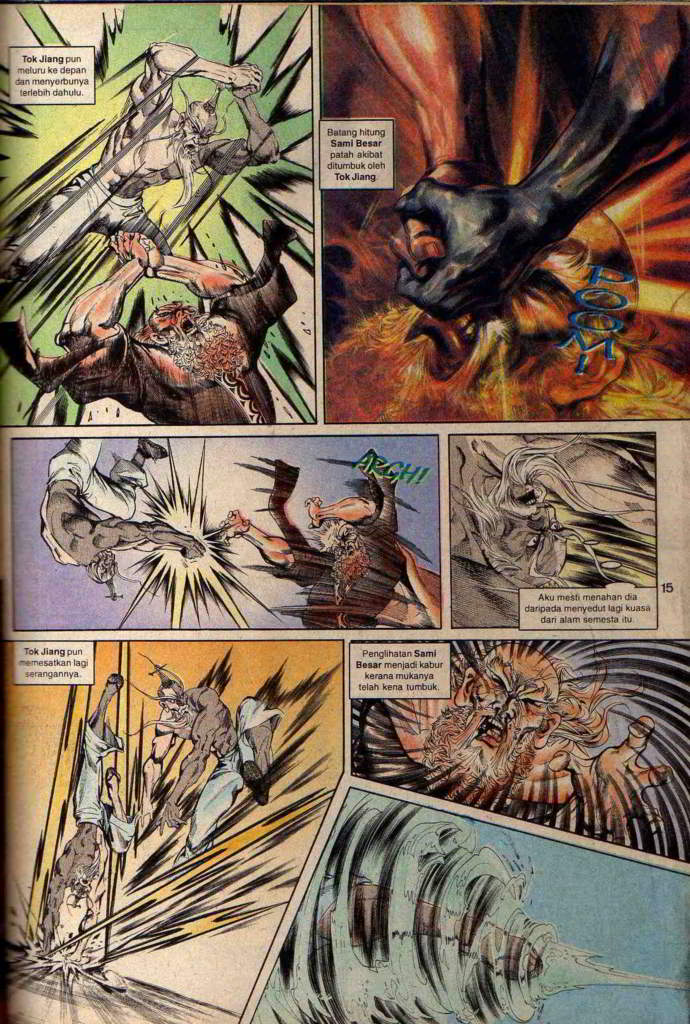 Tok Jiang pun
meluru ke depan
dan menyerbunya
terlebih dahulu.
Batang hitung
Sami Besar
patah akibat
ditumbuk oleh
Tok Jiang.
POOM
ARCH!
Aku mesti menahan dia
daripada menyedut lagi kuasa
dari alam semesta itu
15
Tok Jiang pun
memesatkan lagi
serangannya.
Penglihatan Sami
Besar menjadi kabur
kerana mukanya
telah kena tumbuk.